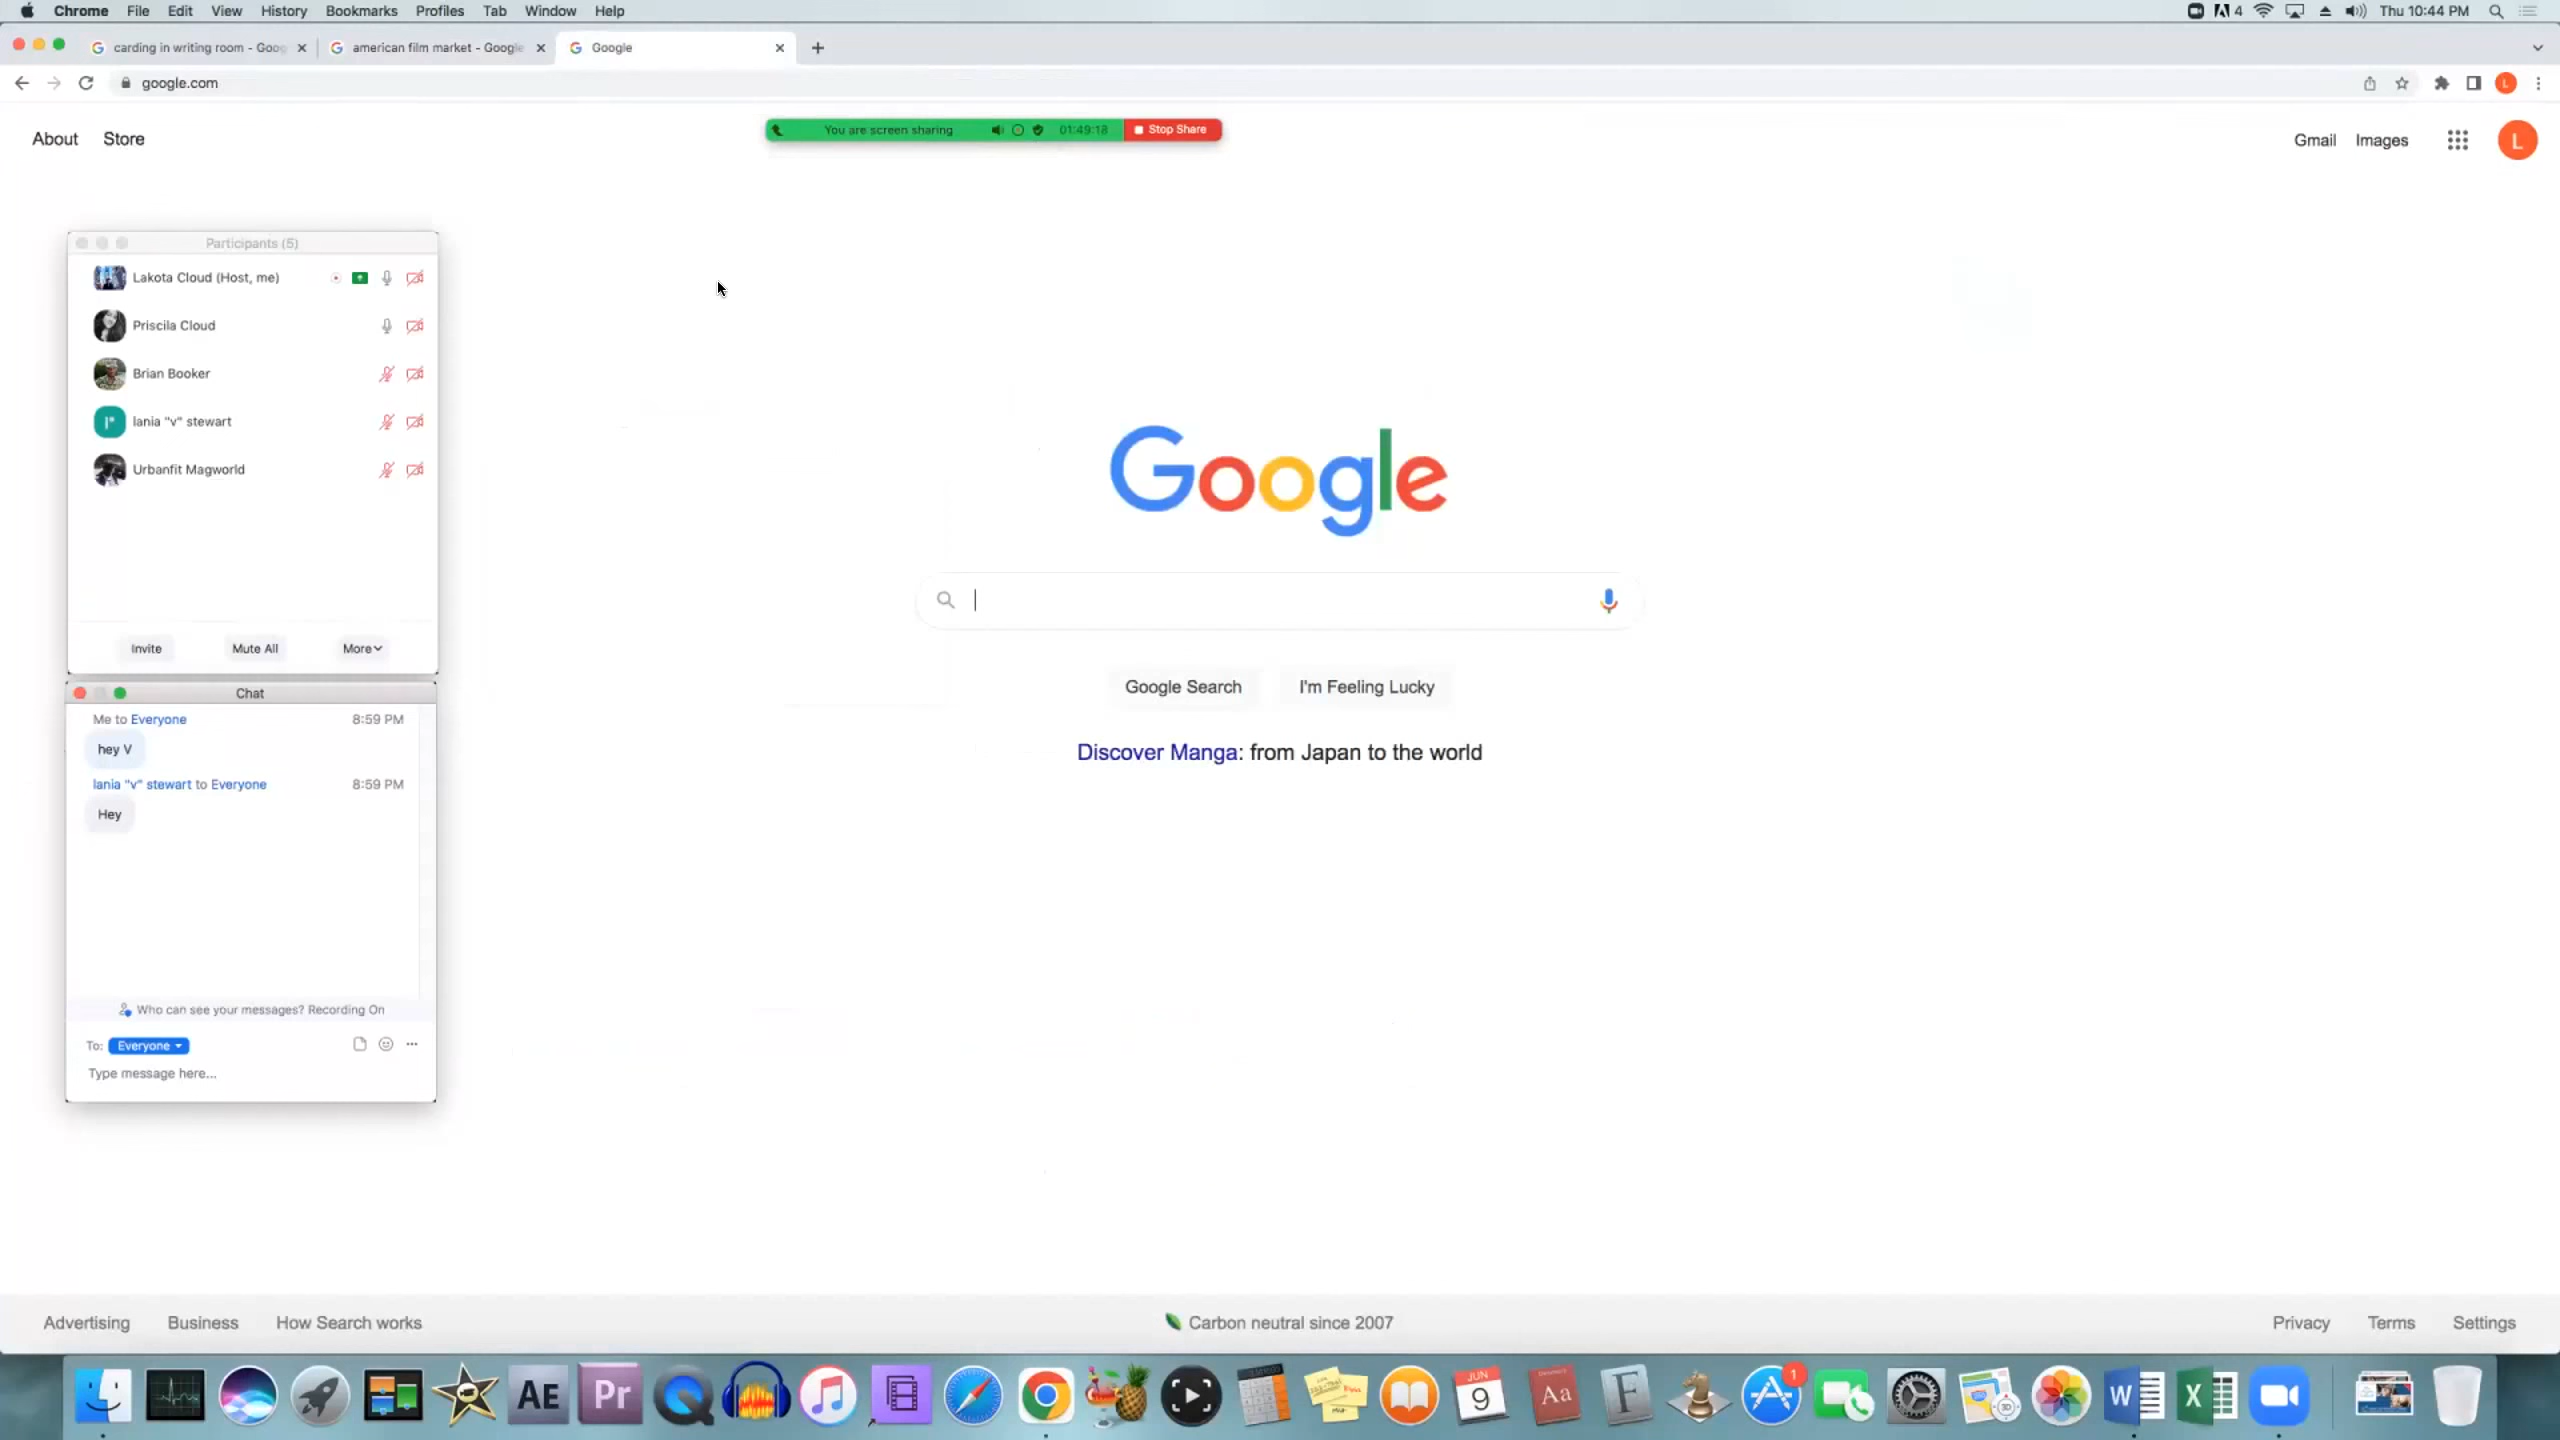 Chrome File Edit View History Bookmarks Profiles Tab Window Help
4 Thu 10:44 PM
carding in writing room - Goog
american film market - Google
Google
google.com
About Store
You are screen sharing 01:49:18 Stop Share
Gmail Images L
Participants (5)
Lakota Cloud (Host, me)
Priscila Cloud
Brian Booker
lania "v" stewart
Urbanfit Magworld
Invite Mute All More
Chat
Me to Everyone 8:59 PM
hey V
lania "v" stewart to Everyone 8:59 PM
Hey
Who can see your messages? Recording On
To: Everyone
Type message here...
Google
Google Search I'm Feeling Lucky
Discover Manga: from Japan to the world
Advertising Business How Search works
Carbon neutral since 2007
Privacy Terms Settings
AE Pr JUN 9 Aa F 1 W X